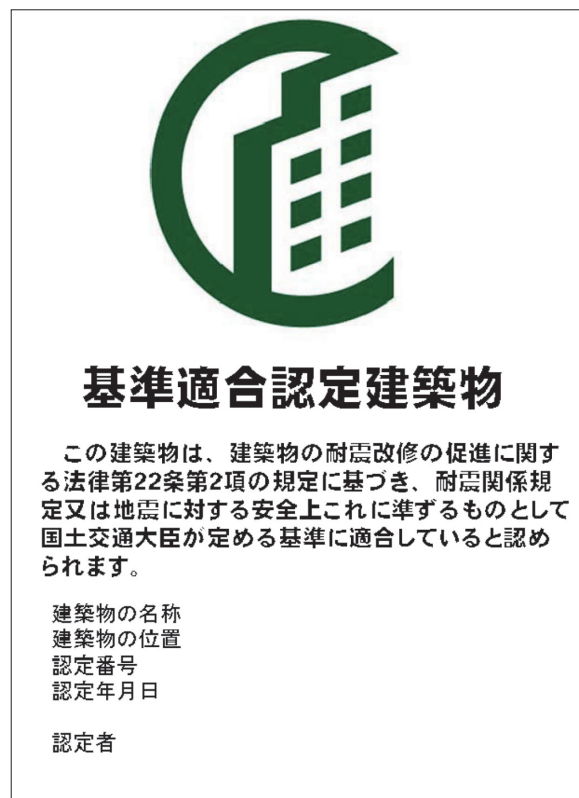 基準適合認定建築物
この建築物は、建築物の耐震改修の促進に関す
る法律第22条第2項の規定に基づき、耐震関係規
定又は地震に対する安全上これに準ずるものとして
国土交通大臣が定める基準に適合していると認め
られます。
建築物の名称
建築物の位置
認定番号
認定年月日
認定者